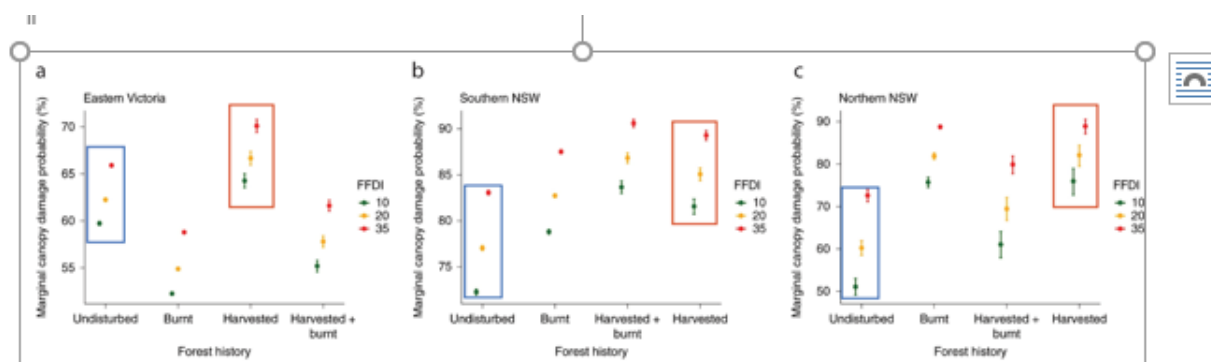 a
Eastern Victoria
Marginal canopy damage probability (%)
70
65
60
55
FFDI
10
20
35
Undisturbed Burnt Harvested Harvested + burnt
Forest history
b
Southern NSW
Marginal canopy damage probability (%)
90
85
80
75
FFDI
10
20
35
Undisturbed Burnt Harvested + burnt Harvested
Forest history
c
Northern NSW
Marginal canopy damage probability (%)
90
80
70
60
50
FFDI
10
20
35
Undisturbed Burnt Harvested + burnt Harvested
Forest history